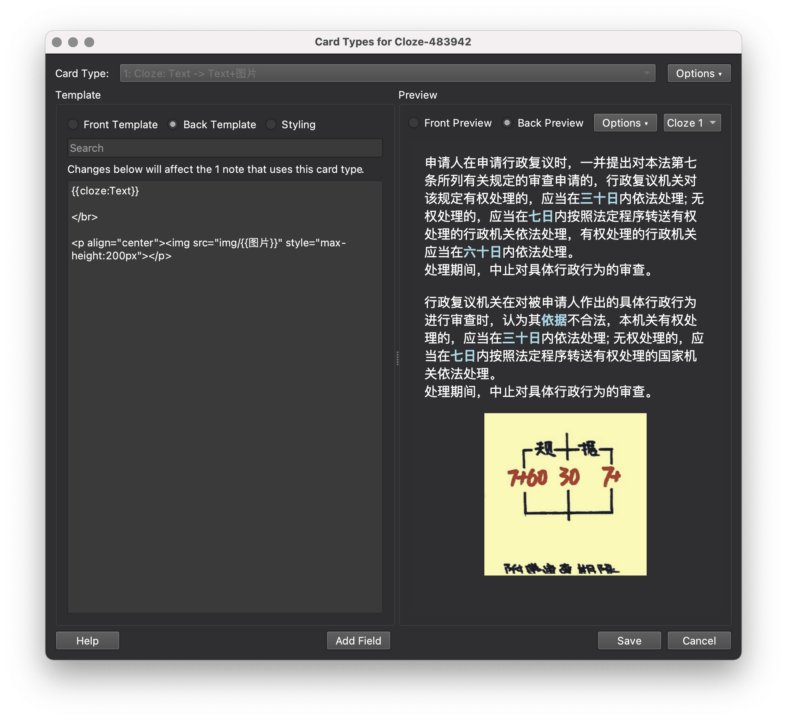 Card Types for Cloze-483942
Card Type:
1: Cloze: Text -> Text+图片
Options
Template
Preview
Front Template
Back Template
Styling
Front Preview
Back Preview
Options
Cloze 1
Search
Changes below will affect the 1 note that uses this card type.
{{cloze:Text}}
</br>
<p align="center"><img src="img/{{图片}}" style="max-
height:200px"></p>
申请人在申请行政复议时，一并提出对本法第七
条所列有关规定的审查申请的，行政复议机关对
该规定有权处理的，应当在三十日内依法处理; 无
权处理的，应当在七日内按照法定程序转送有权
处理的行政机关依法处理，有权处理的行政机关
应当在六十日内依法处理。
处理期间，中止对具体行政行为的审查。
行政复议机关在对被申请人作出的具体行政行为
进行审查时，认为其依据不合法，本机关有权处
理的，应当在三十日内依法处理; 无权处理的，应
当在七日内按照法定程序转送有权处理的国家机
关依法处理。
处理期间，中止对具体行政行为的审查。
规 据
7+60 30 7+
Help
Add Field
Save
Cancel